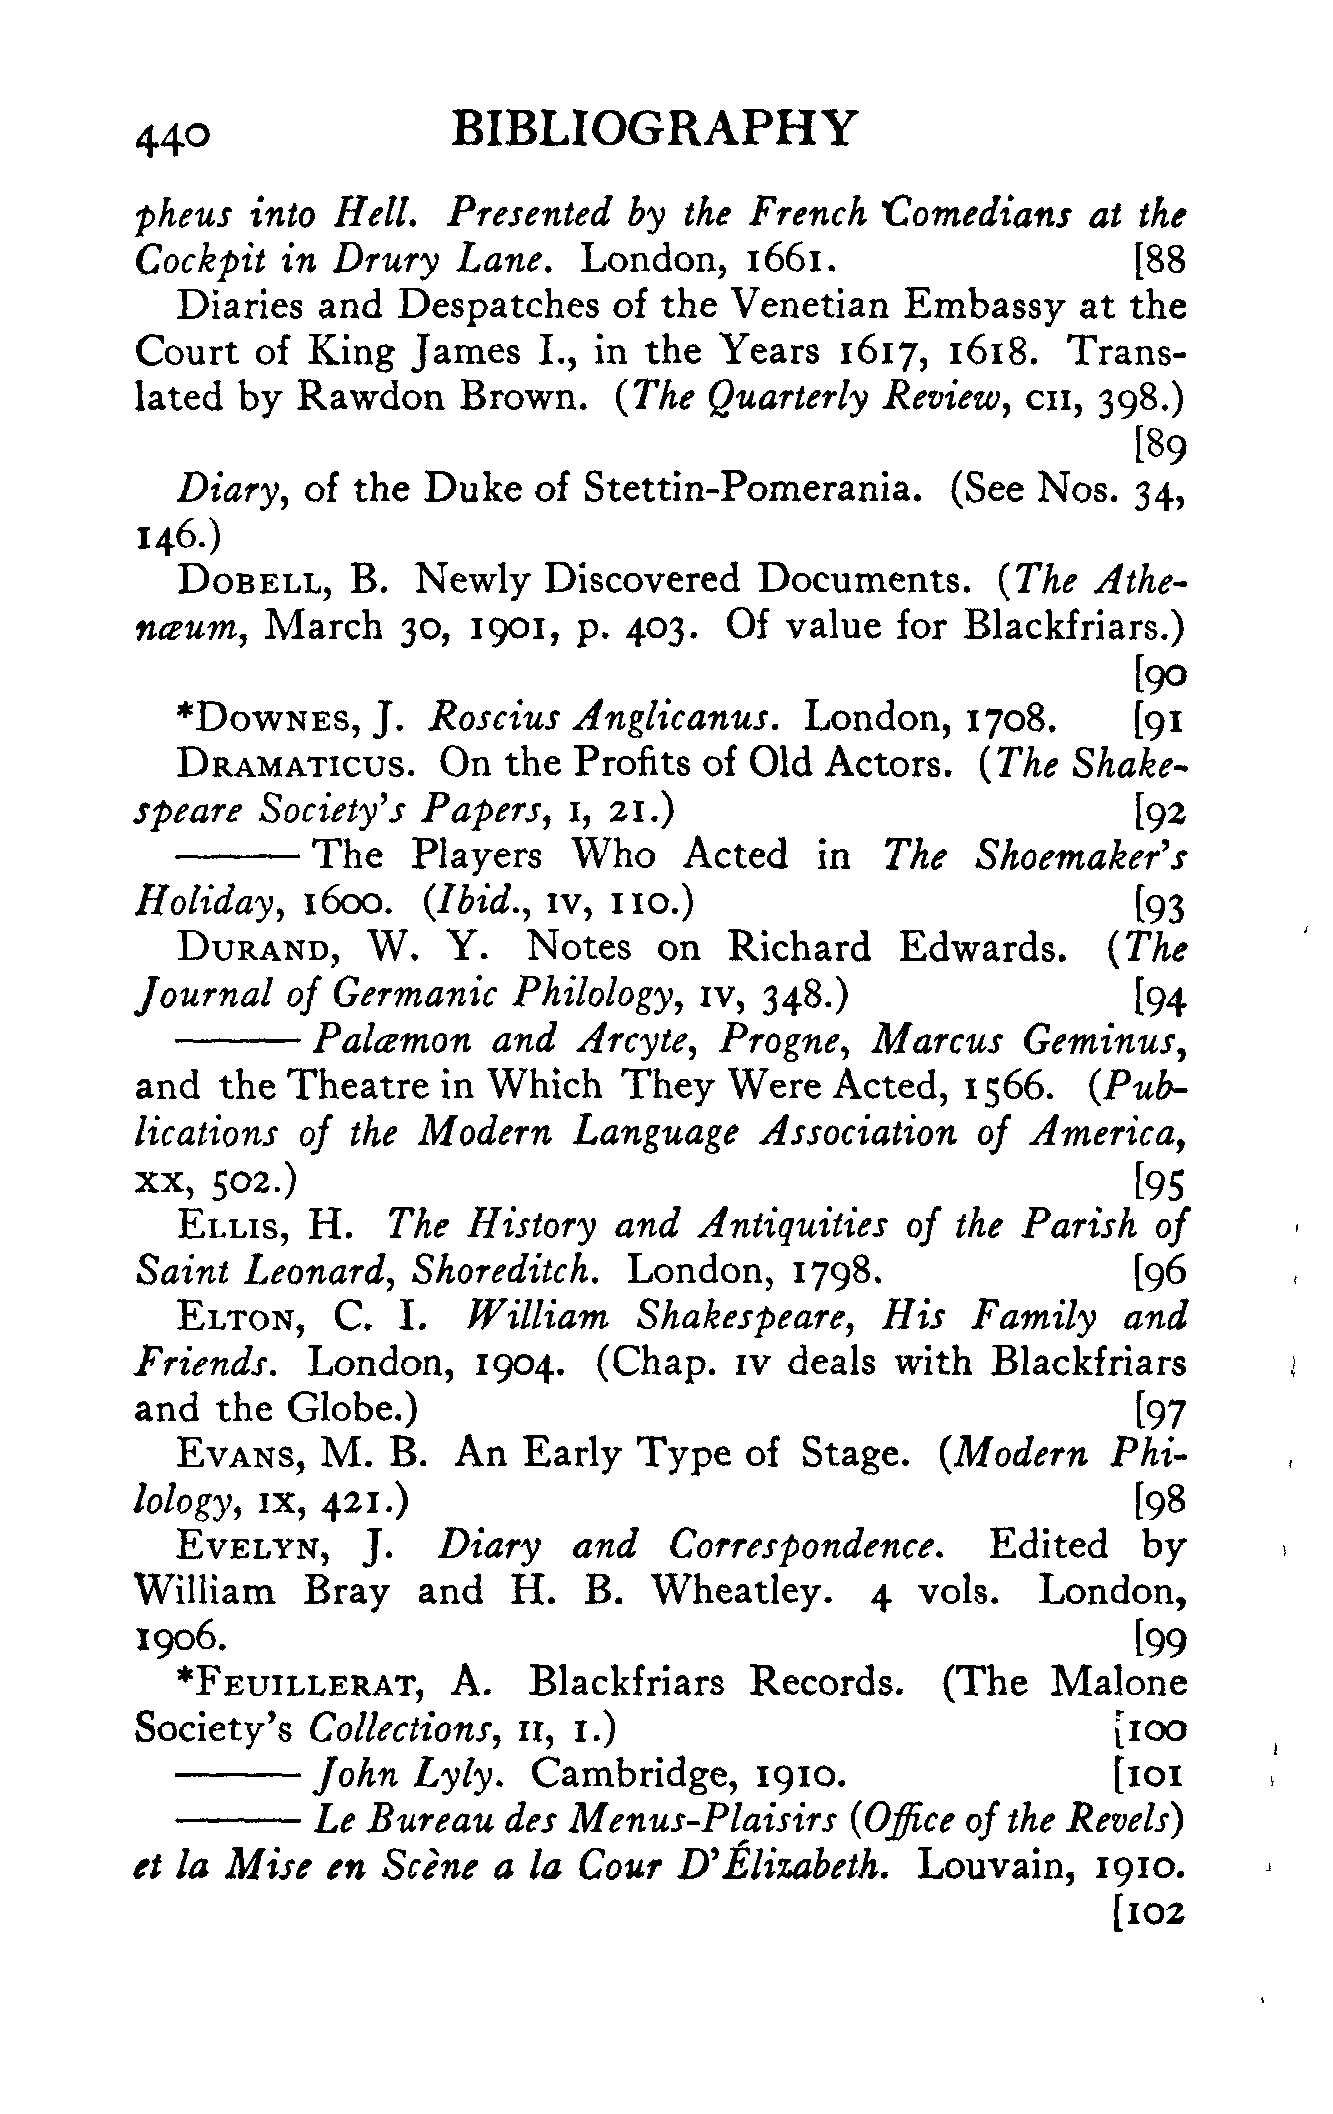 440 BIBLIOGRAPHY
pheus into Hell. Presented by the French Comedians at the
Cockpit in Drury Lane. London, 1661. [88
Diaries and Despatches of the Venetian Embassy at the
Court of King James I., in the Years 1617, 1618. Trans-
lated by Rawdon Brown. (The Quarterly Review, CII, 398.)
[89
Diary, of the Duke of Stettin-Pomerania. (See Nos. 34,
146.)
DOBELL, B. Newly Discovered Documents. (The Athe-
næum, March 30, 1901, p. 403. Of value for Blackfriars.)
[90
*DOWNES, J. Roscius Anglicanus. London, 1708. [91
DRAMATICUS. On the Profits of Old Actors. (The Shake-
speare Society's Papers, I, 21.) [92
——— The Players Who Acted in The Shoemaker's
Holiday, 1600. (Ibid., IV, 110.) [93
DURAND, W. Y. Notes on Richard Edwards. (The
Journal of Germanic Philology, IV, 348.) [94
——— Palæmon and Arcyte, Progne, Marcus Geminus,
and the Theatre in Which They Were Acted, 1566. (Pub-
lications of the Modern Language Association of America,
XX, 502.) [95
ELLIS, H. The History and Antiquities of the Parish of
Saint Leonard, Shoreditch. London, 1798. [96
ELTON, C. I. William Shakespeare, His Family and
Friends. London, 1904. (Chap. IV deals with Blackfriars
and the Globe.) [97
EVANS, M. B. An Early Type of Stage. (Modern Phi-
lology, IX, 421.) [98
EVELYN, J. Diary and Correspondence. Edited by
William Bray and H. B. Wheatley. 4 vols. London,
1906. [99
*FEUILLERAT, A. Blackfriars Records. (The Malone
Society's Collections, II, 1.) [100
——— John Lyly. Cambridge, 1910. [101
——— Le Bureau des Menus-Plaisirs (Office of the Revels)
et la Mise en Scène a la Cour D'Élizabeth. Louvain, 1910.
[102